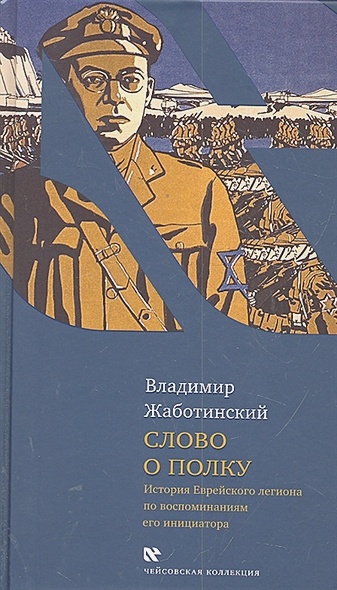 Владимир
Жаботинский
СЛОВО
О ПОЛКУ
История Еврейского легиона
по воспоминаниям
его инициатора
ЧЕЙСОВСКАЯ КОЛЛЕКЦИЯ